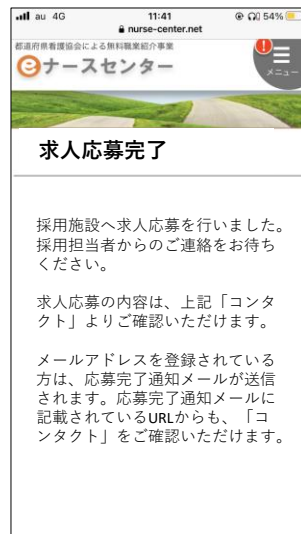 au 4G 11:41 54%
nurse-center.net
都道府県看護協会による無料職業紹介事業
eナースセンター
!
メニュー
求人応募完了
採用施設へ求人応募を行いました。
採用担当者からのご連絡をお待ち
ください。
求人応募の内容は、上記「コンタ
クト」よりご確認いただけます。
メールアドレスを登録されている
方は、応募完了通知メールが送信
されます。応募完了通知メールに
記載されているURLからも、「コ
ンタクト」をご確認いただけます。